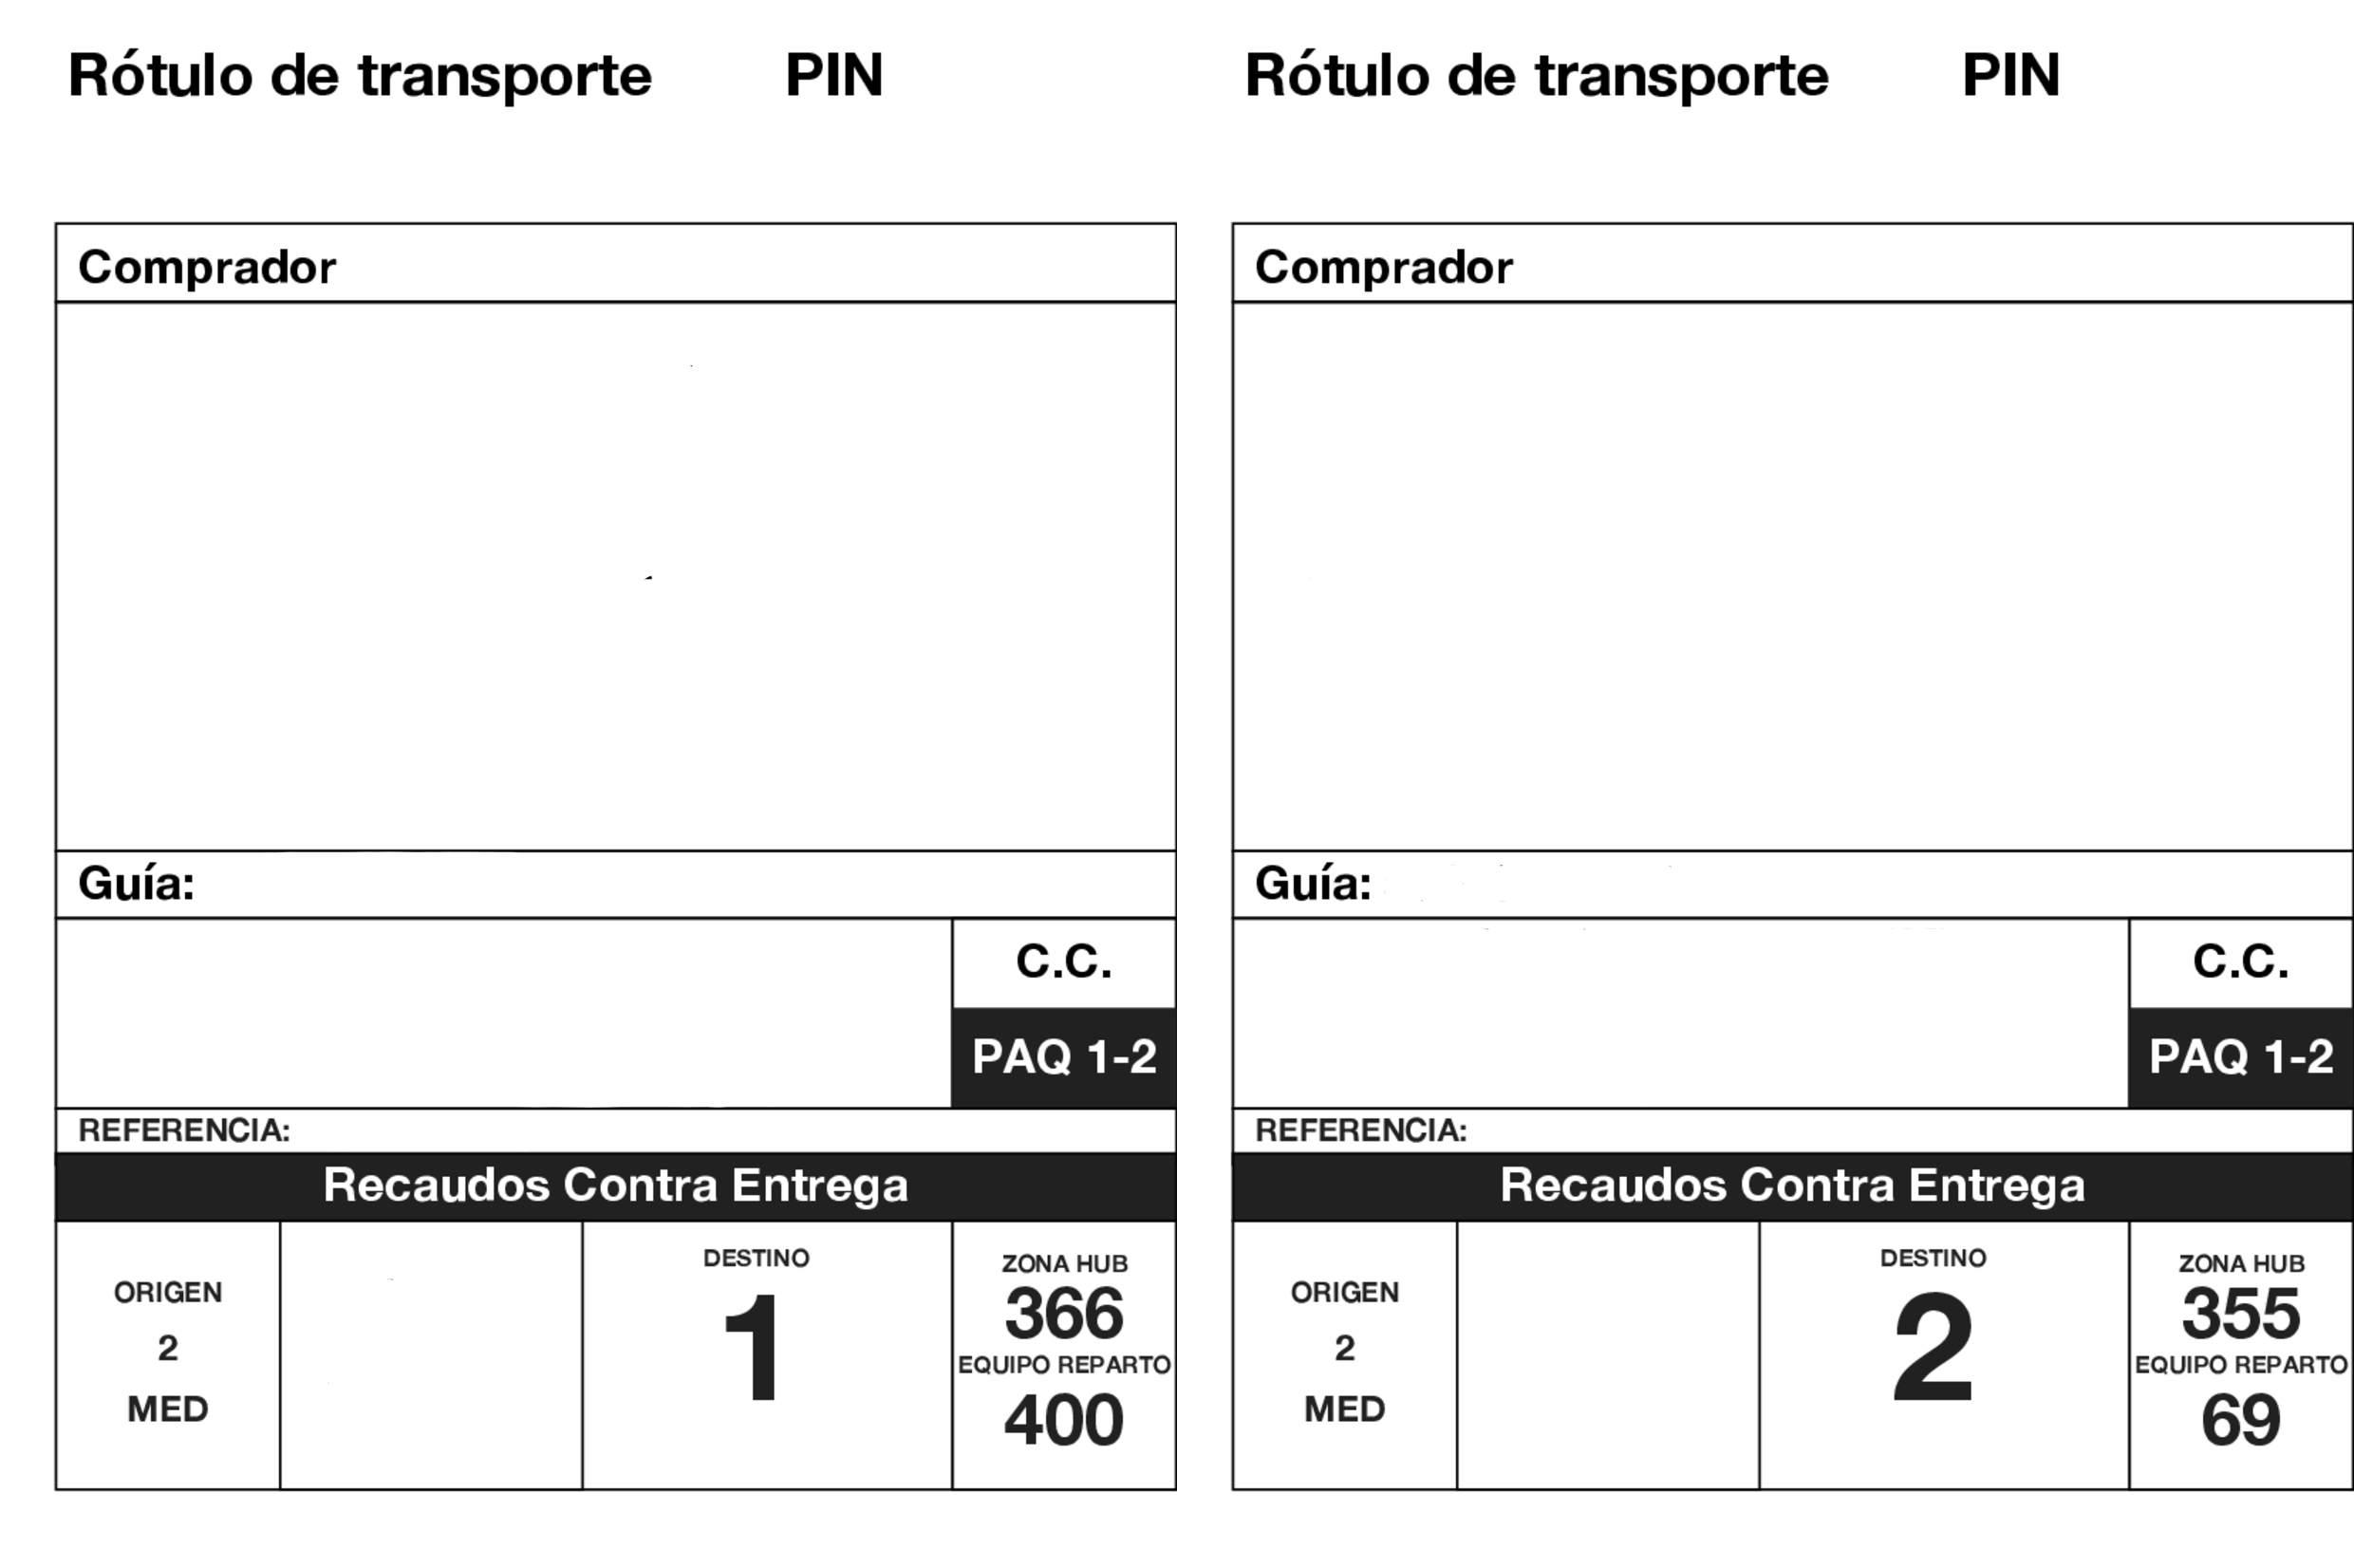 Rótulo de transporte PIN
Comprador
Guía:
C.C.
PAQ 1-2
REFERENCIA:
Recaudos Contra Entrega
ORIGEN
2
MED
DESTINO
1
ZONA HUB
366
EQUIPO REPARTO
400
Rótulo de transporte PIN
Comprador
Guía:
C.C.
PAQ 1-2
REFERENCIA:
Recaudos Contra Entrega
ORIGEN
2
MED
DESTINO
2
ZONA HUB
355
EQUIPO REPARTO
69